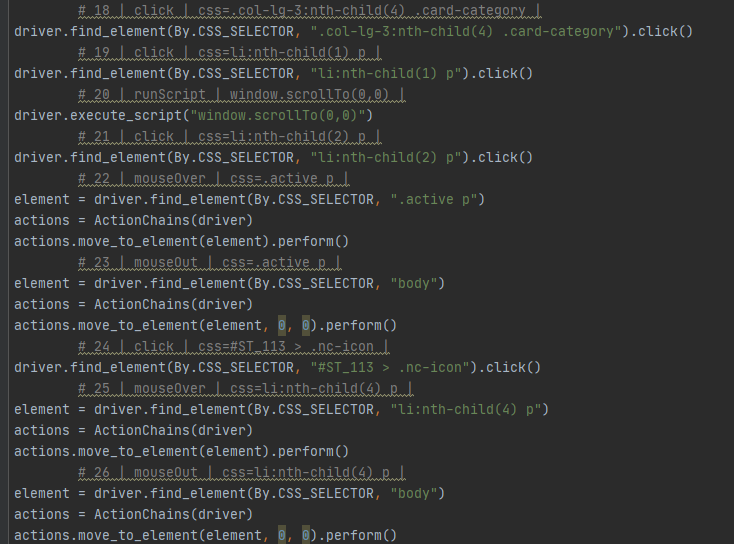 # 18 | click | css=.col-lg-3:nth-child(4) .card-category |
driver.find_element(By.CSS_SELECTOR, ".col-lg-3:nth-child(4) .card-category").click()
# 19 | click | css=li:nth-child(1) p |
driver.find_element(By.CSS_SELECTOR, "li:nth-child(1) p").click()
# 20 | runScript | window.scrollTo(0,0) |
driver.execute_script("window.scrollTo(0,0)")
# 21 | click | css=li:nth-child(2) p |
driver.find_element(By.CSS_SELECTOR, "li:nth-child(2) p").click()
# 22 | mouseOver | css=.active p |
element = driver.find_element(By.CSS_SELECTOR, ".active p")
actions = ActionChains(driver)
actions.move_to_element(element).perform()
# 23 | mouseOut | css=.active p |
element = driver.find_element(By.CSS_SELECTOR, "body")
actions = ActionChains(driver)
actions.move_to_element(element, 0, 0).perform()
# 24 | click | css=#ST_113 > .nc-icon |
driver.find_element(By.CSS_SELECTOR, "#ST_113 > .nc-icon").click()
# 25 | mouseOver | css=li:nth-child(4) p |
element = driver.find_element(By.CSS_SELECTOR, "li:nth-child(4) p")
actions = ActionChains(driver)
actions.move_to_element(element).perform()
# 26 | mouseOut | css=li:nth-child(4) p |
element = driver.find_element(By.CSS_SELECTOR, "body")
actions = ActionChains(driver)
actions.move_to_element(element, 0, 0).perform()